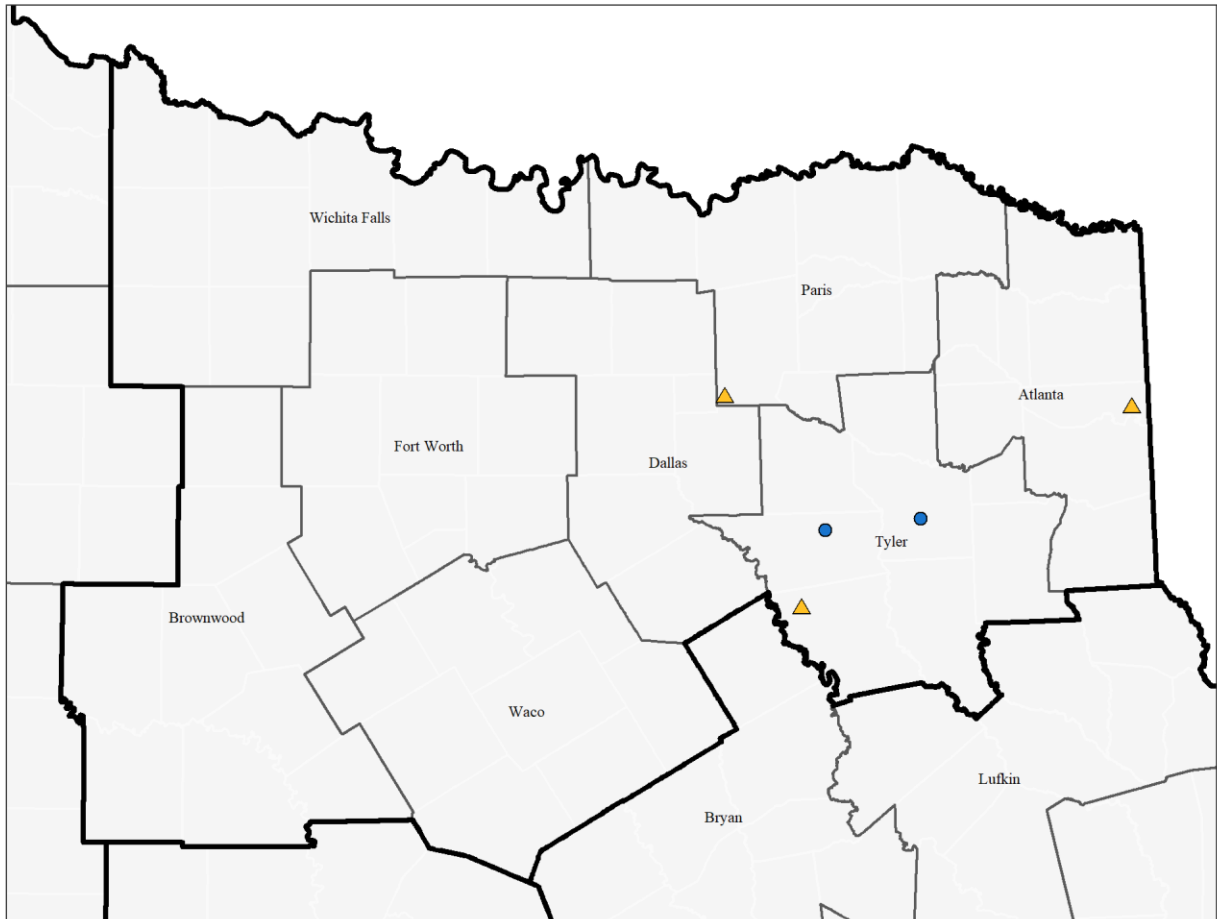 Wichita Falls
Paris
Atlanta
Fort Worth
Dallas
Tyler
Brownwood
Waco
Lufkin
Bryan